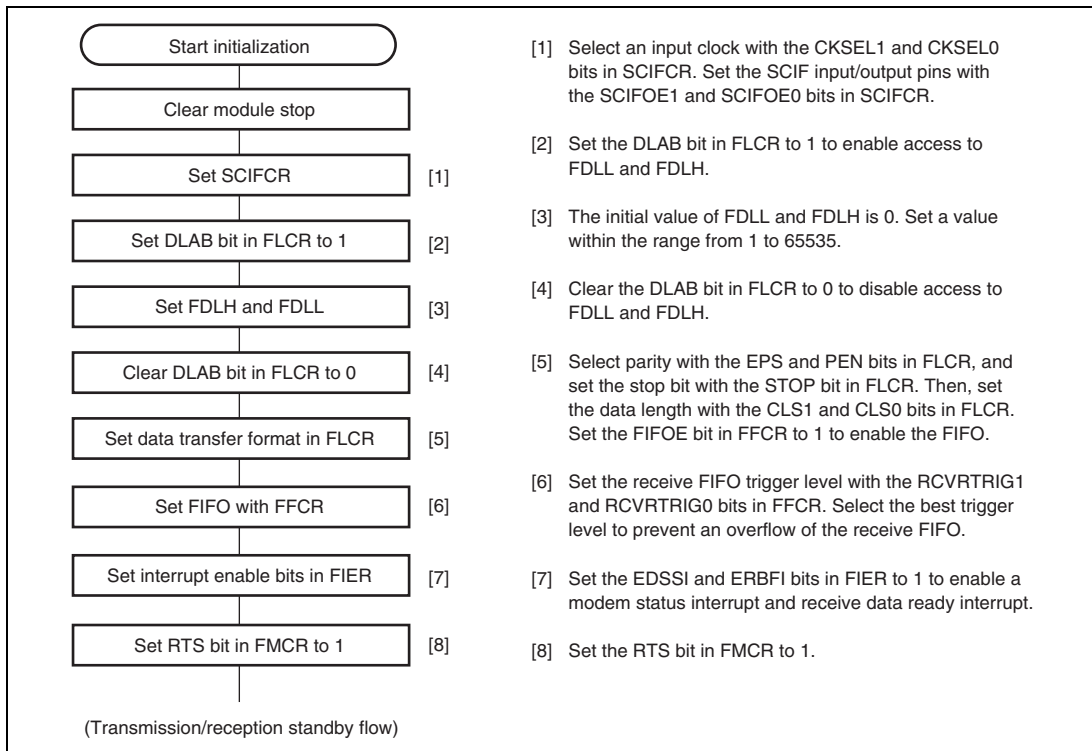 Start initialization
Clear module stop
Set SCIFCR
[1]
Set DLAB bit in FLCR to 1
[2]
Set FDLH and FDLL
[3]
Clear DLAB bit in FLCR to 0
[4]
Set data transfer format in FLCR
[5]
Set FIFO with FFCR
[6]
Set interrupt enable bits in FIER
[7]
Set RTS bit in FMCR to 1
[8]
(Transmission/reception standby flow)
[1] Select an input clock with the CKSEL1 and CKSEL0
bits in SCIFCR. Set the SCIF input/output pins with
the SCIFOE1 and SCIFOE0 bits in SCIFCR.
[2] Set the DLAB bit in FLCR to 1 to enable access to
FDLL and FDLH.
[3] The initial value of FDLL and FDLH is 0. Set a value
within the range from 1 to 65535.
[4] Clear the DLAB bit in FLCR to 0 to disable access to
FDLL and FDLH.
[5] Select parity with the EPS and PEN bits in FLCR, and
set the stop bit with the STOP bit in FLCR. Then, set
the data length with the CLS1 and CLS0 bits in FLCR.
Set the FIFOE bit in FFCR to 1 to enable the FIFO.
[6] Set the receive FIFO trigger level with the RCVRTRIG1
and RCVRTRIG0 bits in FFCR. Select the best trigger
level to prevent an overflow of the receive FIFO.
[7] Set the EDSSI and ERBFI bits in FIER to 1 to enable a
modem status interrupt and receive data ready interrupt.
[8] Set the RTS bit in FMCR to 1.